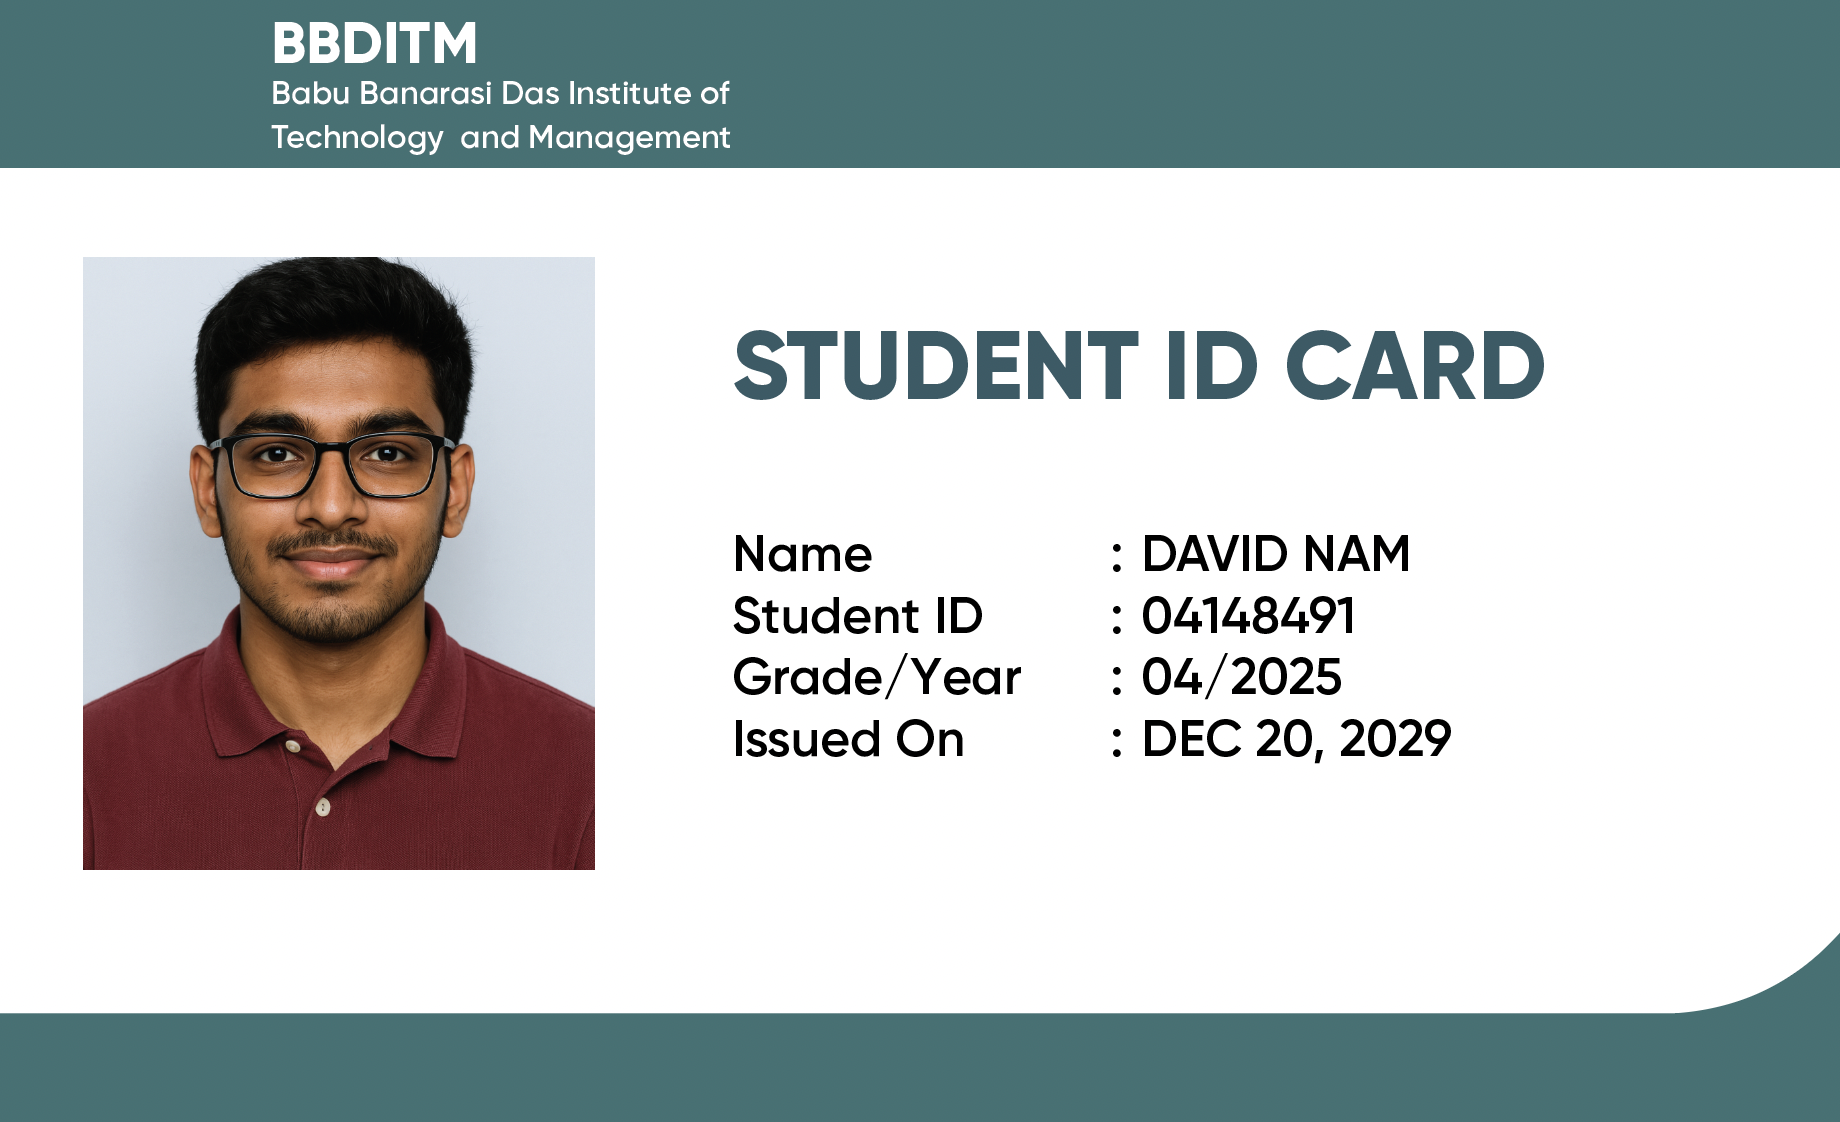 BBDITM
Babu Banarasi Das Institute of
Technology  and Management
STUDENT ID CARD
Name : DAVID NAM
Student ID : 04148491
Grade/Year : 04/2025
Issued On : DEC 20, 2029